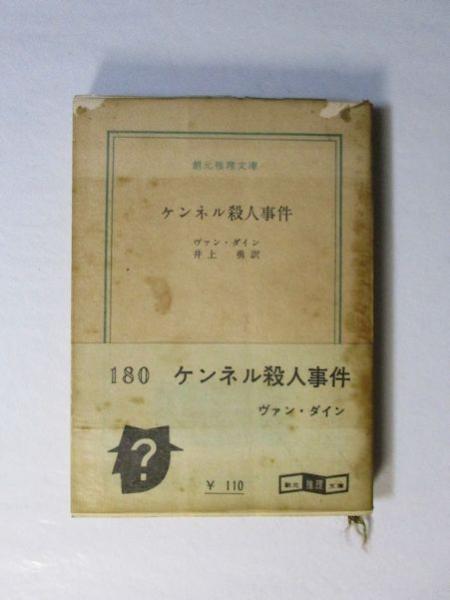 創元推理文庫
ケンネル殺人事件
ヴァン・ダイン
井上 勇訳
180 ケンネル殺人事件
ヴァン・ダイン
?
¥ 110
創元 推理 文庫